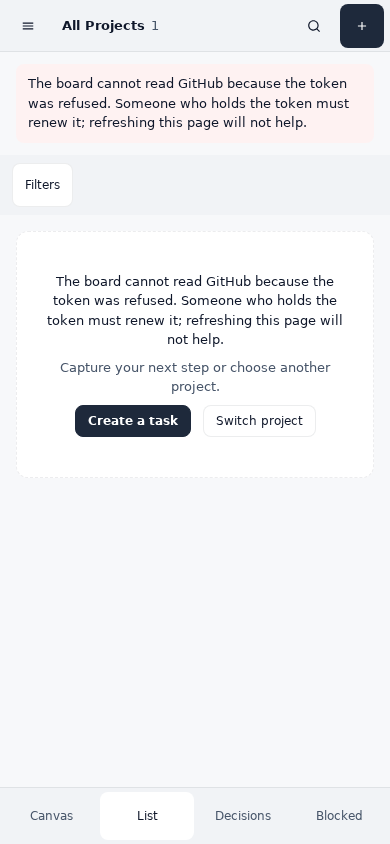 All Projects 1
The board cannot read GitHub because the token
was refused. Someone who holds the token must
renew it; refreshing this page will not help.
Filters
The board cannot read GitHub because the
token was refused. Someone who holds the
token must renew it; refreshing this page will
not help.
Capture your next step or choose another
project.
Create a task Switch project
Canvas List Decisions Blocked